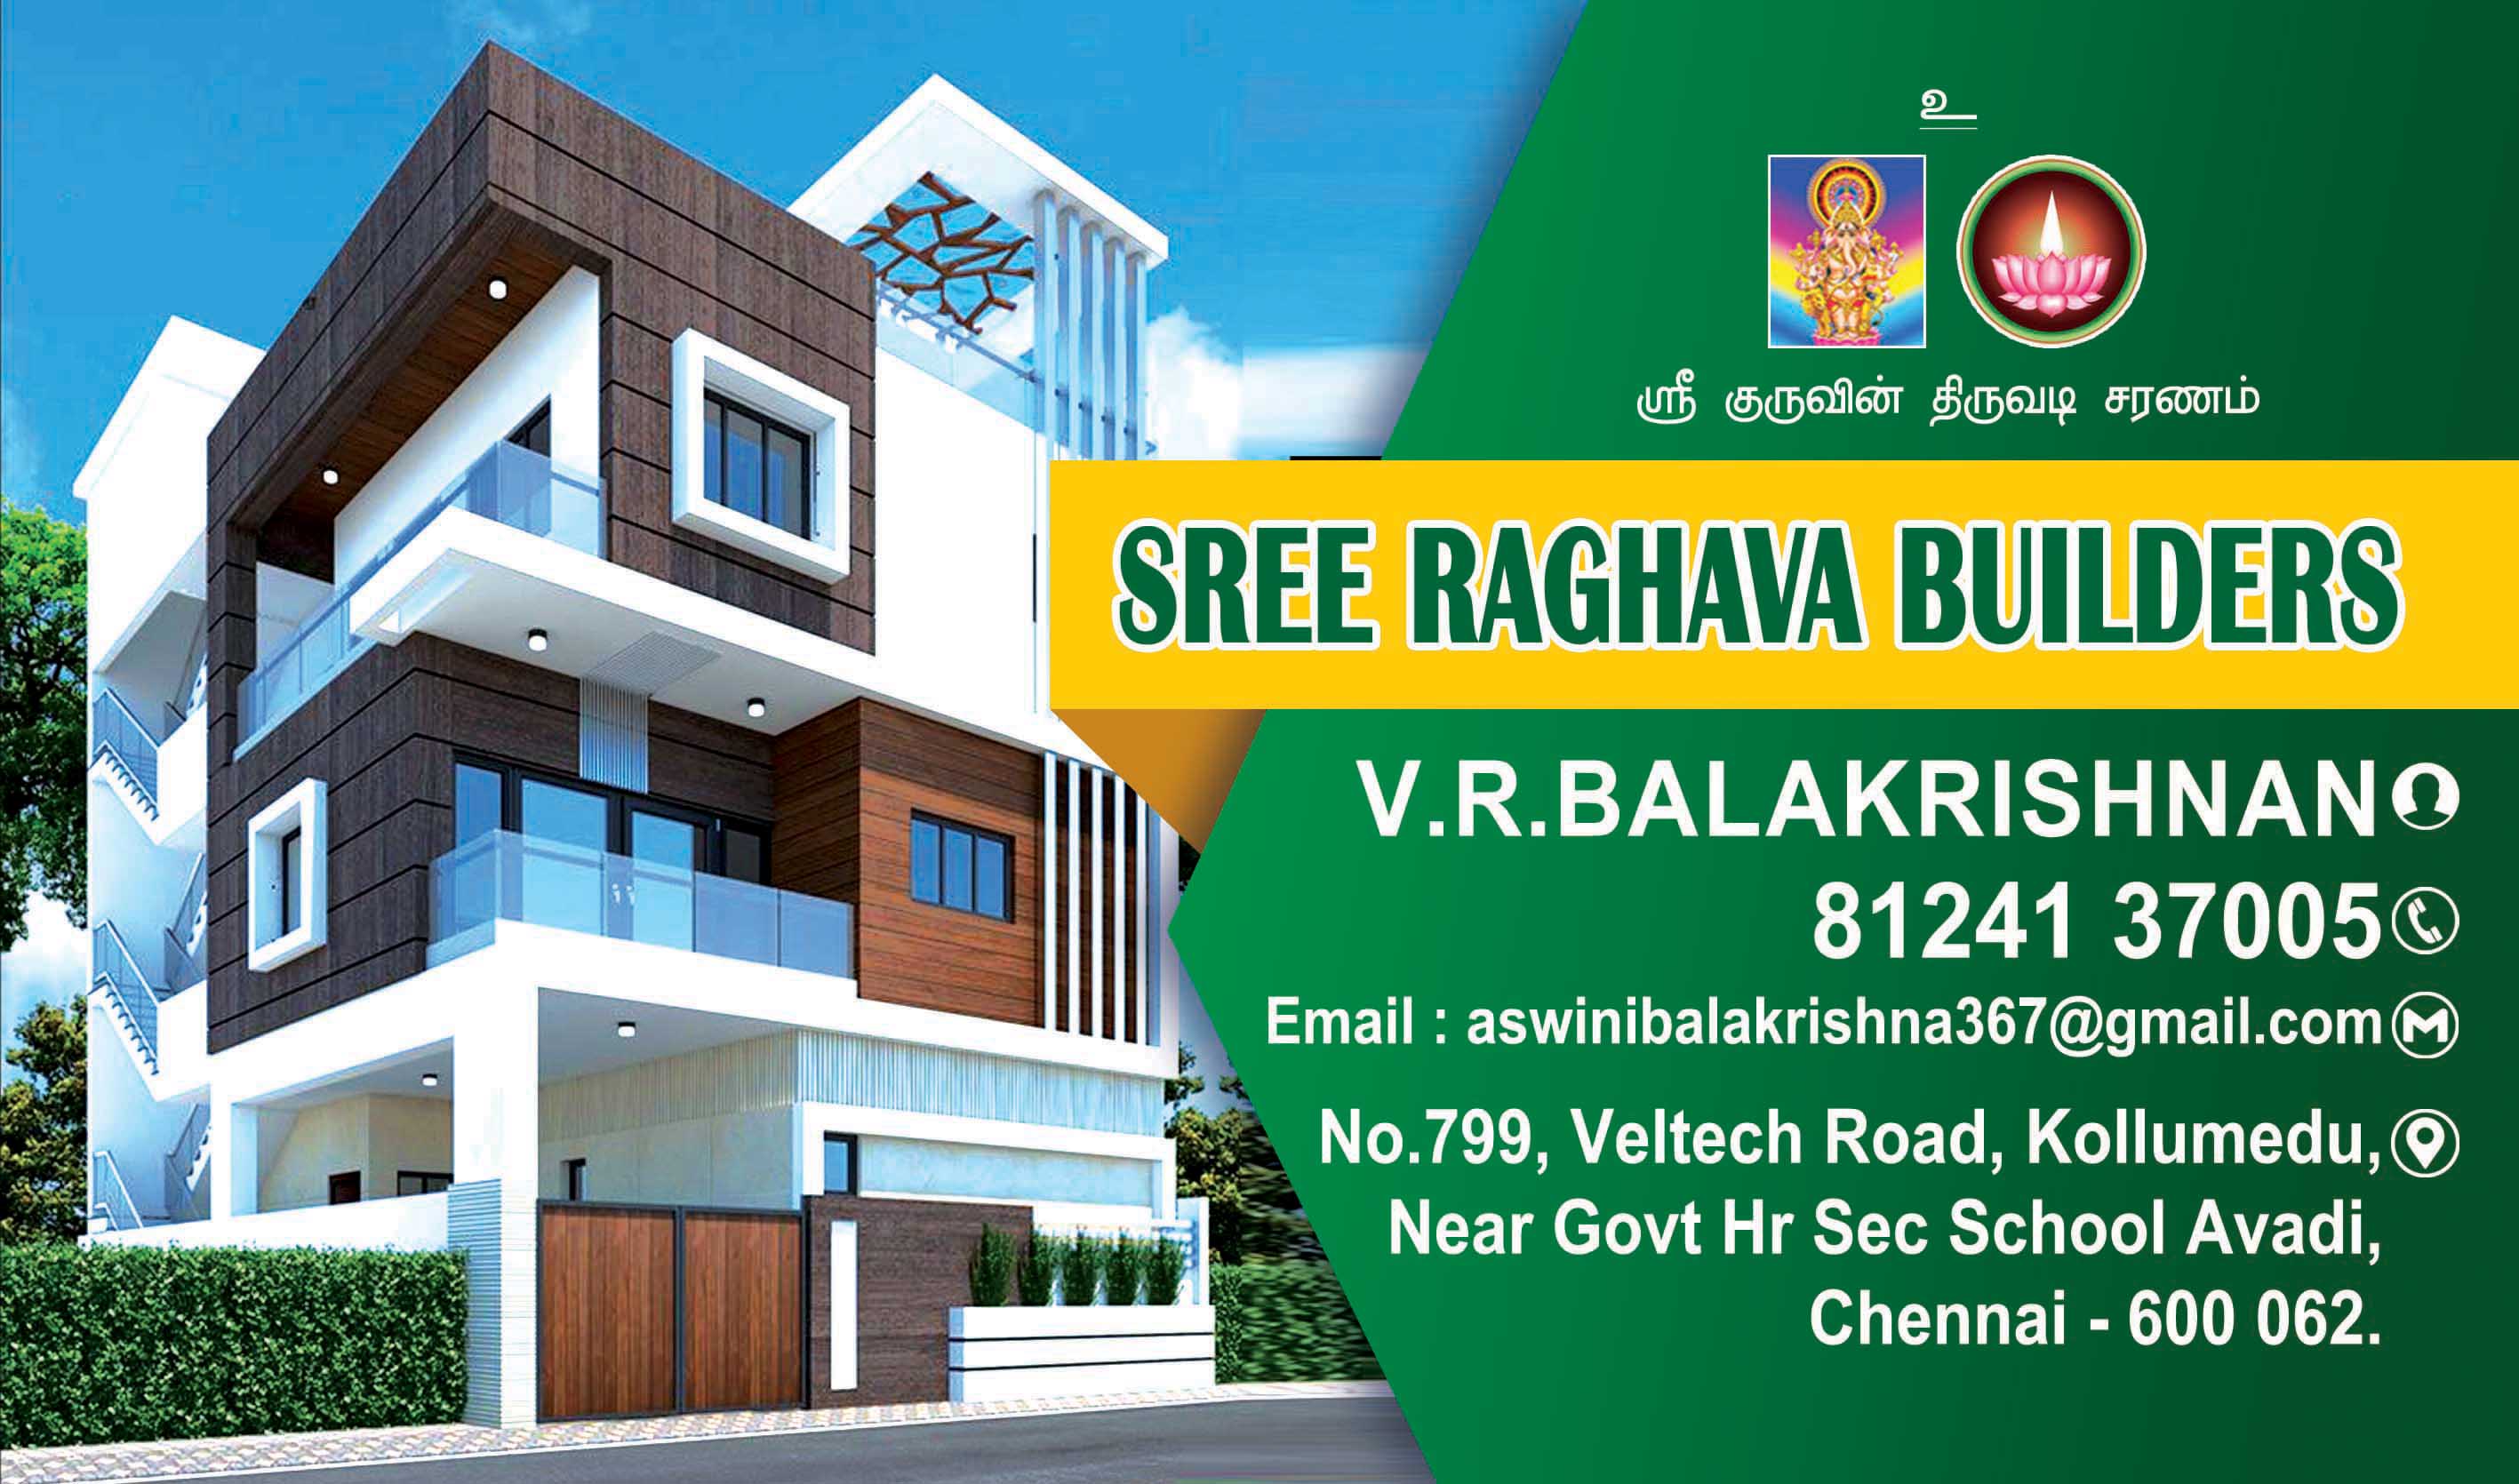 உ
ஸ்ரீ குருவின் திருவடி சரணம்
SREE RAGHAVA BUILDERS
V.R.BALAKRISHNAN
81241 37005
Email : aswinibalakrishna367@gmail.com
No.799, Veltech Road, Kollumedu,
Near Govt Hr Sec School Avadi,
Chennai - 600 062.